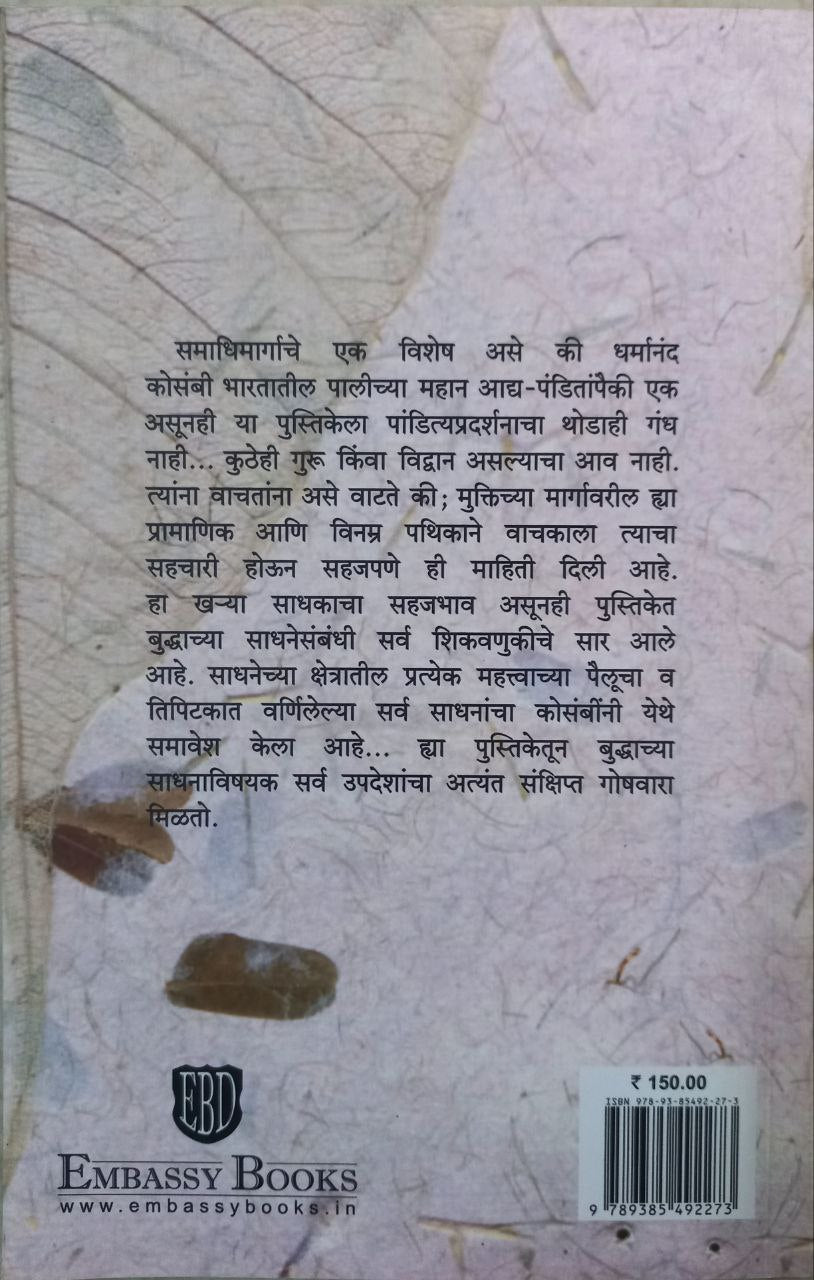 समाधिमार्गाचे एक विशेष असे की धर्मानंद
कोसंबी भारतातील पालीच्या महान आद्य-पंडितांपैकी एक
असूनही या पुस्तिकेला पांडित्यप्रदर्शनाचा थोडाही गंध
नाही... कुठेही गुरू किंवा विद्वान असल्याचा आव नाही.
त्यांना वाचतांना असे वाटते की; मुक्तिच्या मार्गावरील ह्या
प्रामाणिक आणि विनम्र पथिकाने वाचकाला त्याचा
सहचारी होऊन सहजपणे ही माहिती दिली आहे.
हा खऱ्या साधकाचा सहजभाव असूनही पुस्तिकेत
बुद्धाच्या साधनेसंबंधी सर्व शिकवणुकीचे सार आले
आहे. साधनेच्या क्षेत्रातील प्रत्येक महत्त्वाच्या पैलूचा व
तिपिटकात वर्णिलेल्या सर्व साधनांचा कोसंबींनी येथे
समावेश केला आहे... ह्या पुस्तिकेतून बुद्धाच्या
साधनाविषयक सर्व उपदेशांचा अत्यंत संक्षिप्त गोषवारा
मिळतो.
EBD
EMBASSY BOOKS
www.embassybooks.in
₹ 150.00
ISBN 978-93-85492-27-3
9 789385 492273